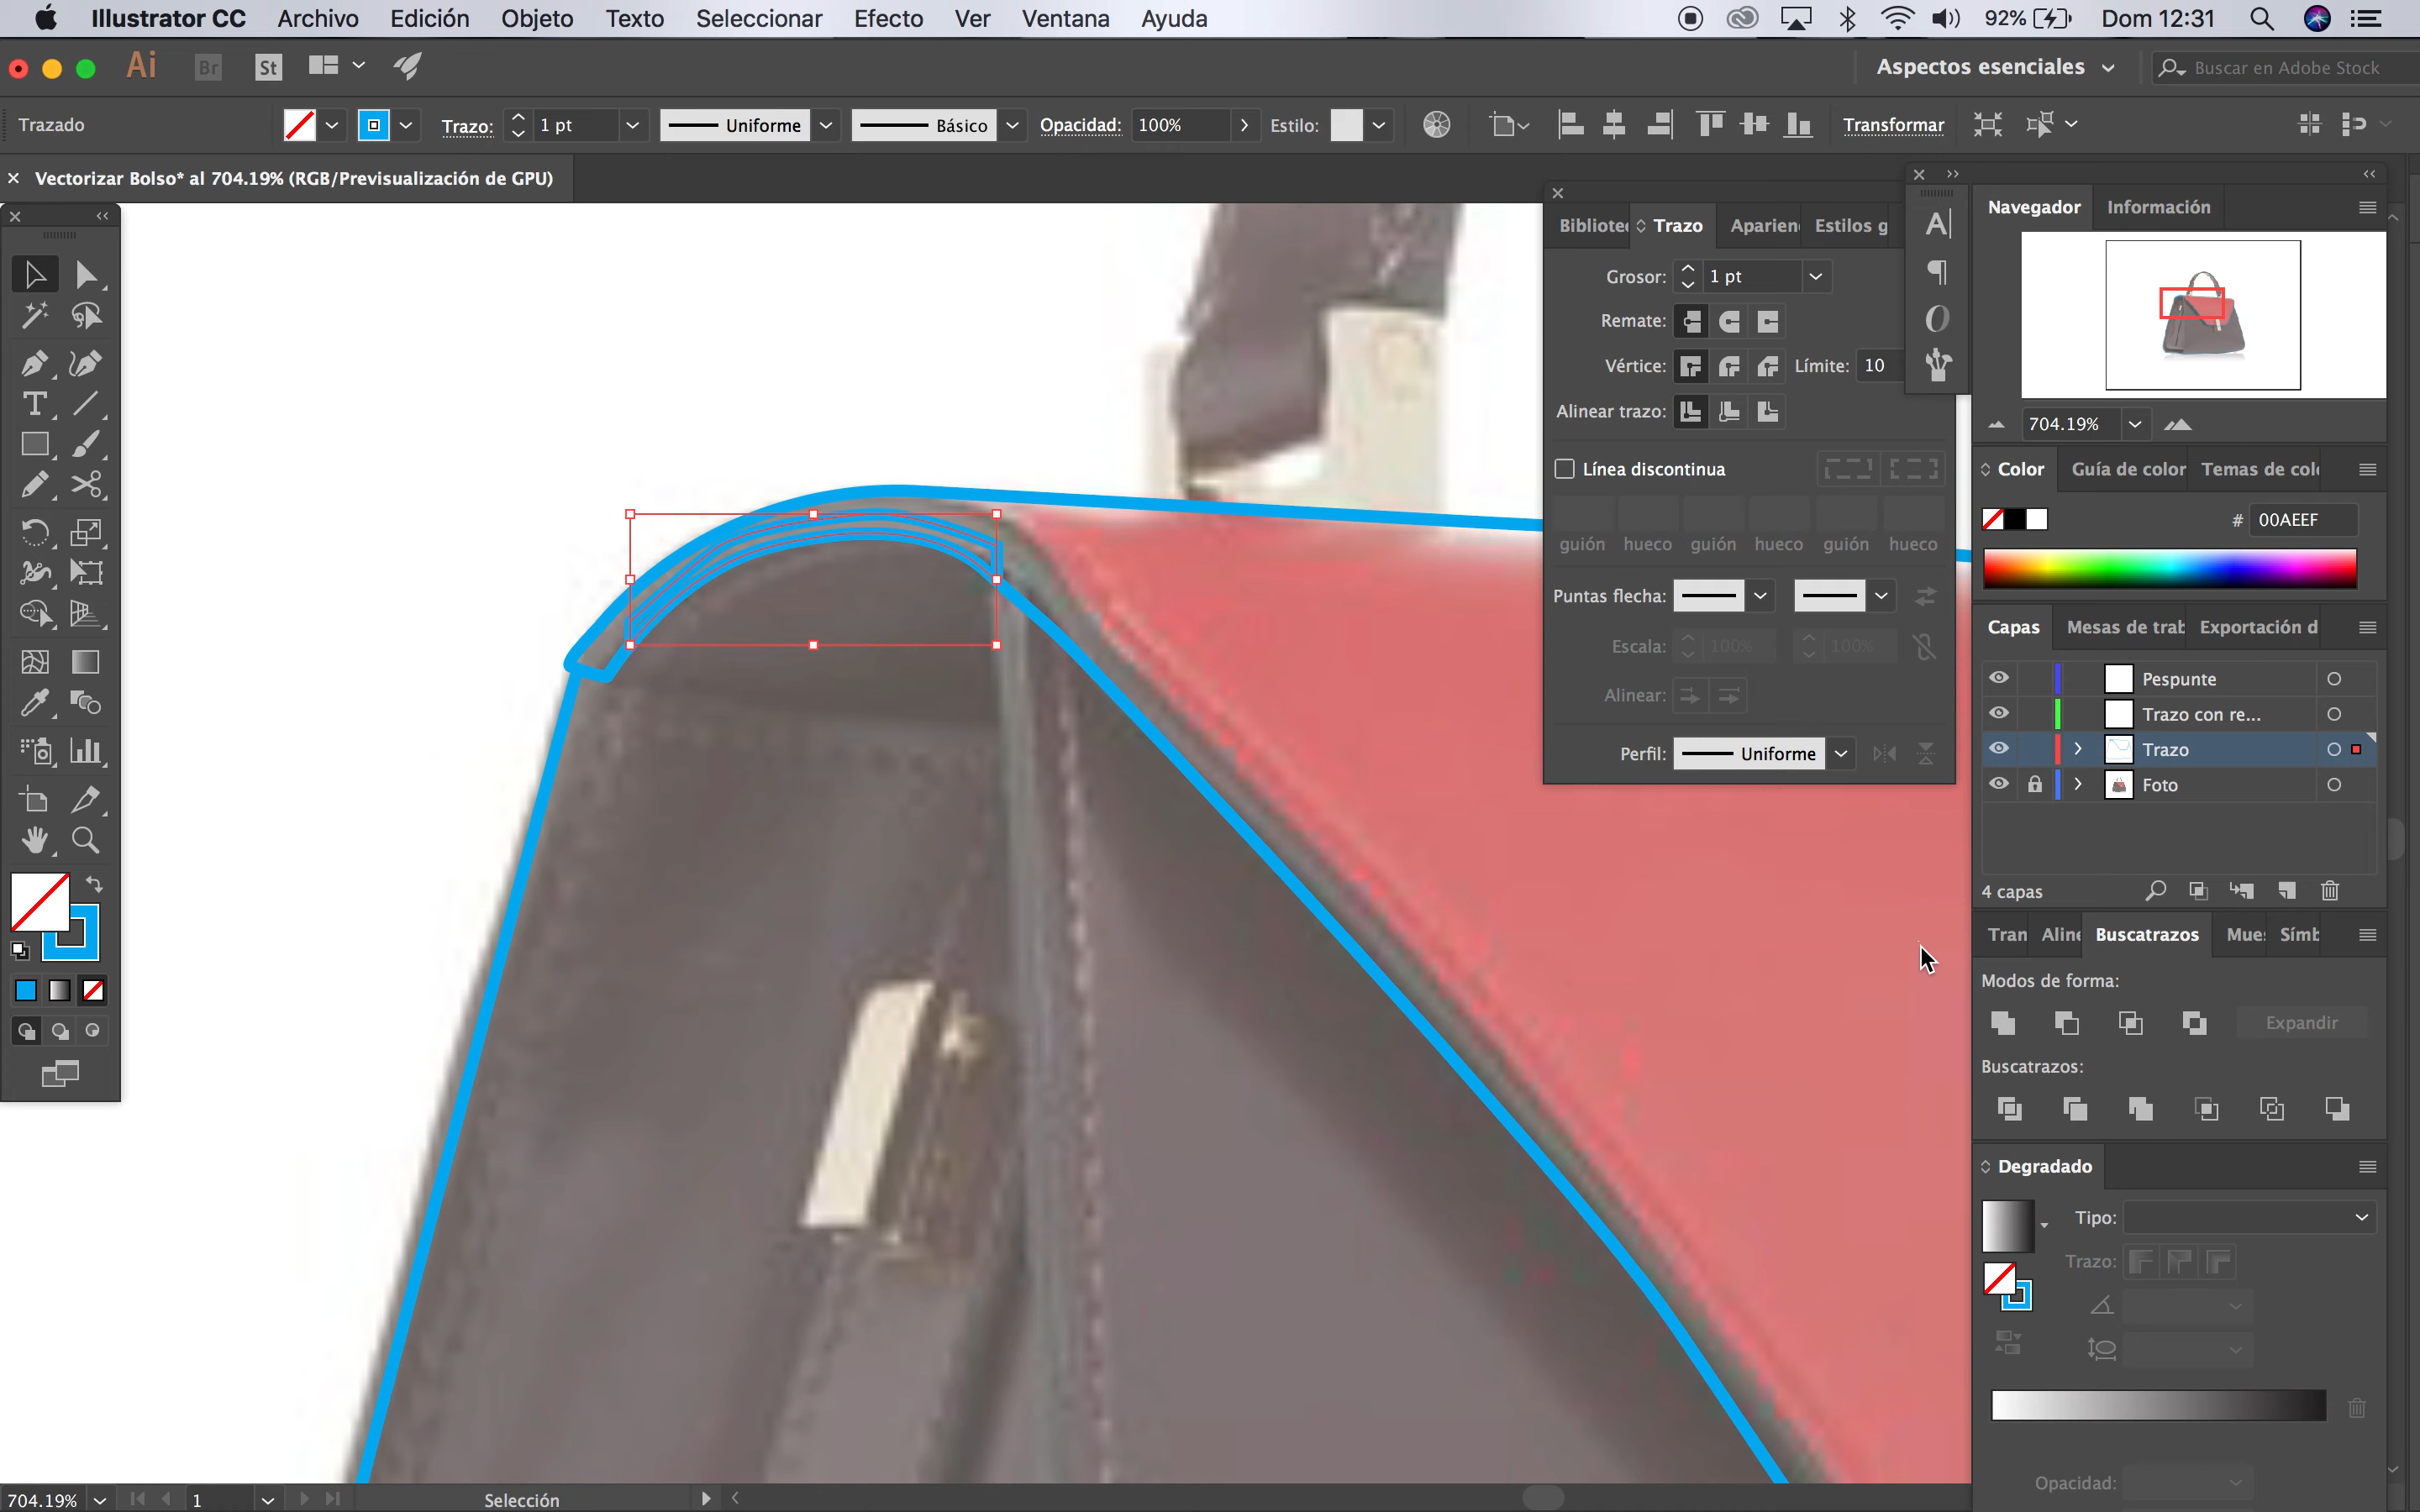 Illustrator CC Archivo Edición Objeto Texto Seleccionar Efecto Ver Ventana Ayuda 92% Dom 12:31
Ai Br St Aspectos esenciales Buscar en Adobe Stock
Trazado Trazo: 1 pt Uniforme Básico Opacidad: 100% Estilo: Transformar
Vectorizar Bolso* al 704.19% (RGB/Previsualización de GPU)
Bibliotec Trazo Aparien Estilos g
Grosor: 1 pt
Remate:
Vértice: Límite: 10
Alinear trazo:
Línea discontinua
guión hueco guión hueco guión hueco
Puntas flecha:
Escala: 100% 100%
Alinear:
Perfil: Uniforme
Navegador Información
704.19%
Color Guía de color Temas de col
# 00AEEF
Capas Mesas de trab Exportación d
Pespunte
Trazo con re...
Trazo
Foto
4 capas
Tran Aline Buscatrazos Mues Símb
Modos de forma:
Expandir
Buscatrazos:
Degradado
Tipo:
Trazo:
Opacidad:
704.19% 1 Selección